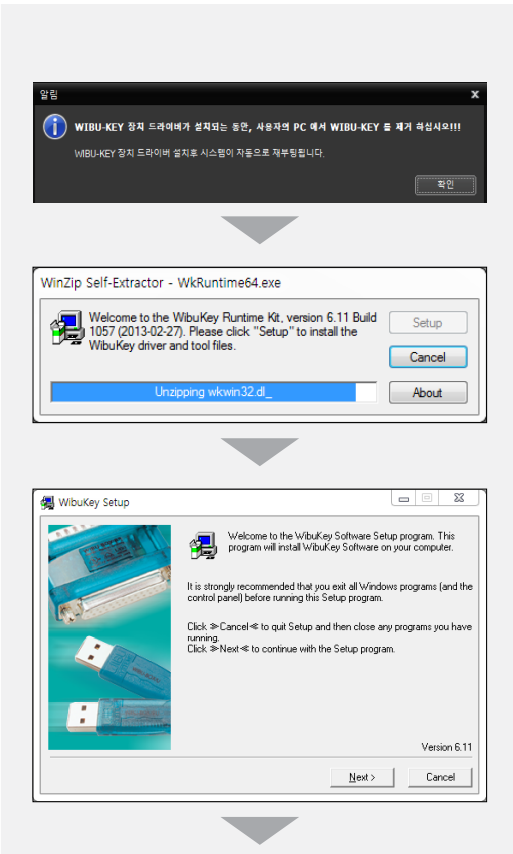 알림
WIBU-KEY 장치 드라이버가 설치되는 동안, 사용자의 PC 에서 WIBU-KEY 를 제거 하십시오!!!
WIBU-KEY 장치 드라이버 설치후 시스템이 자동으로 재부팅됩니다.
확인
WinZip Self-Extractor - WkRuntime64.exe
Welcome to the WibuKey Runtime Kit, version 6.11 Build
1057 (2013-02-27). Please click "Setup" to install the
WibuKey driver and tool files.
Setup
Cancel
Unzipping wkwin32.dl_
About
WibuKey Setup
Welcome to the WibuKey Software Setup program. This
program will install WibuKey Software on your computer.
It is strongly recommended that you exit all Windows programs (and the
control panel) before running this Setup program.
Click ≫Cancel≪ to quit Setup and then close any programs you have
running.
Click ≫Next≪ to continue with the Setup program.
Version 6.11
Next >
Cancel